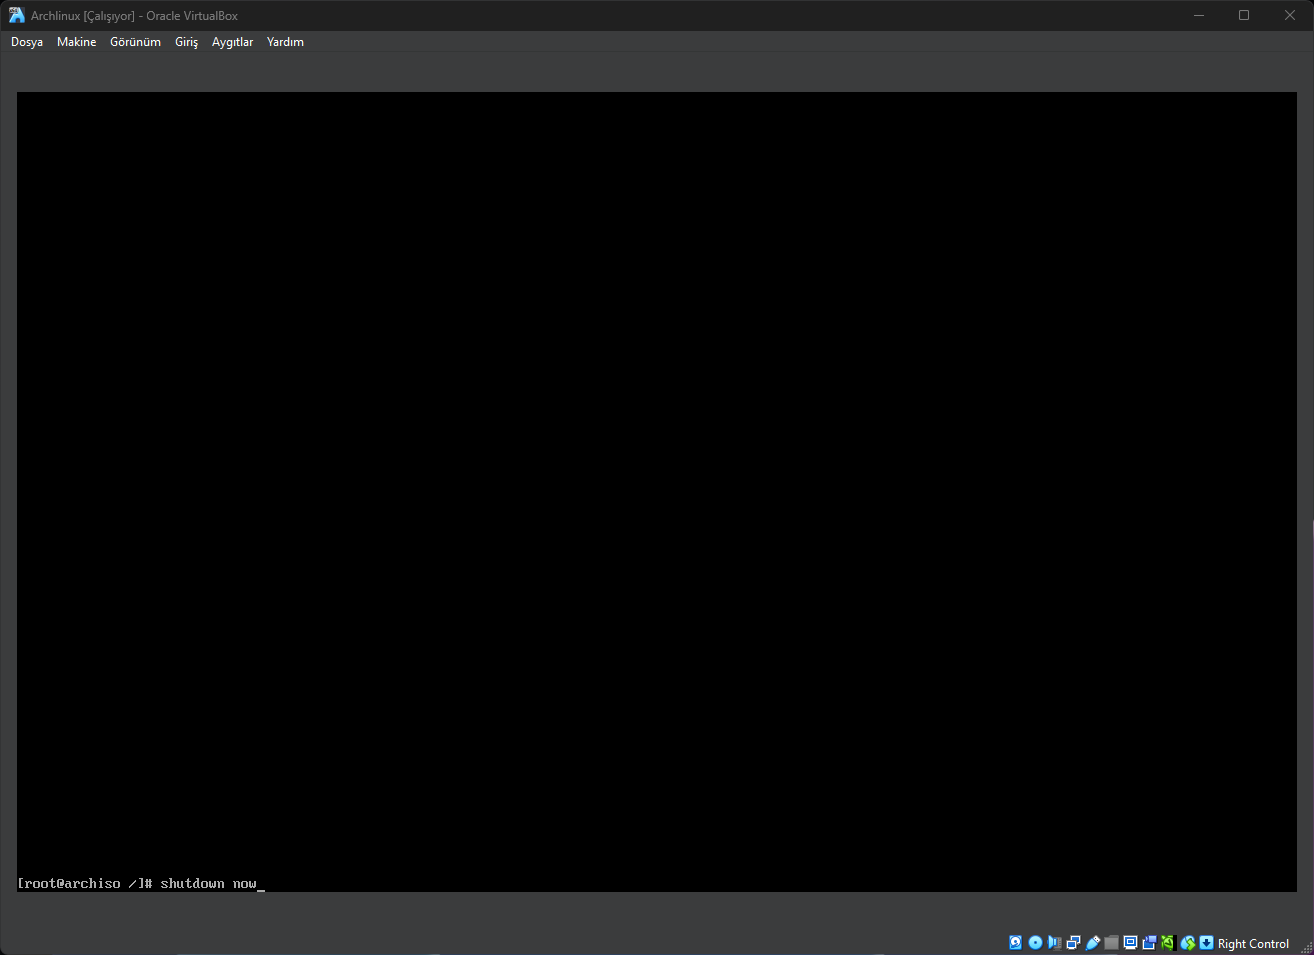 Archlinux [Çalışıyor] - Oracle VirtualBox
Dosya Makine Görünüm Giriş Aygıtlar Yardım
[root@archiso /]# shutdown now_
Right Control